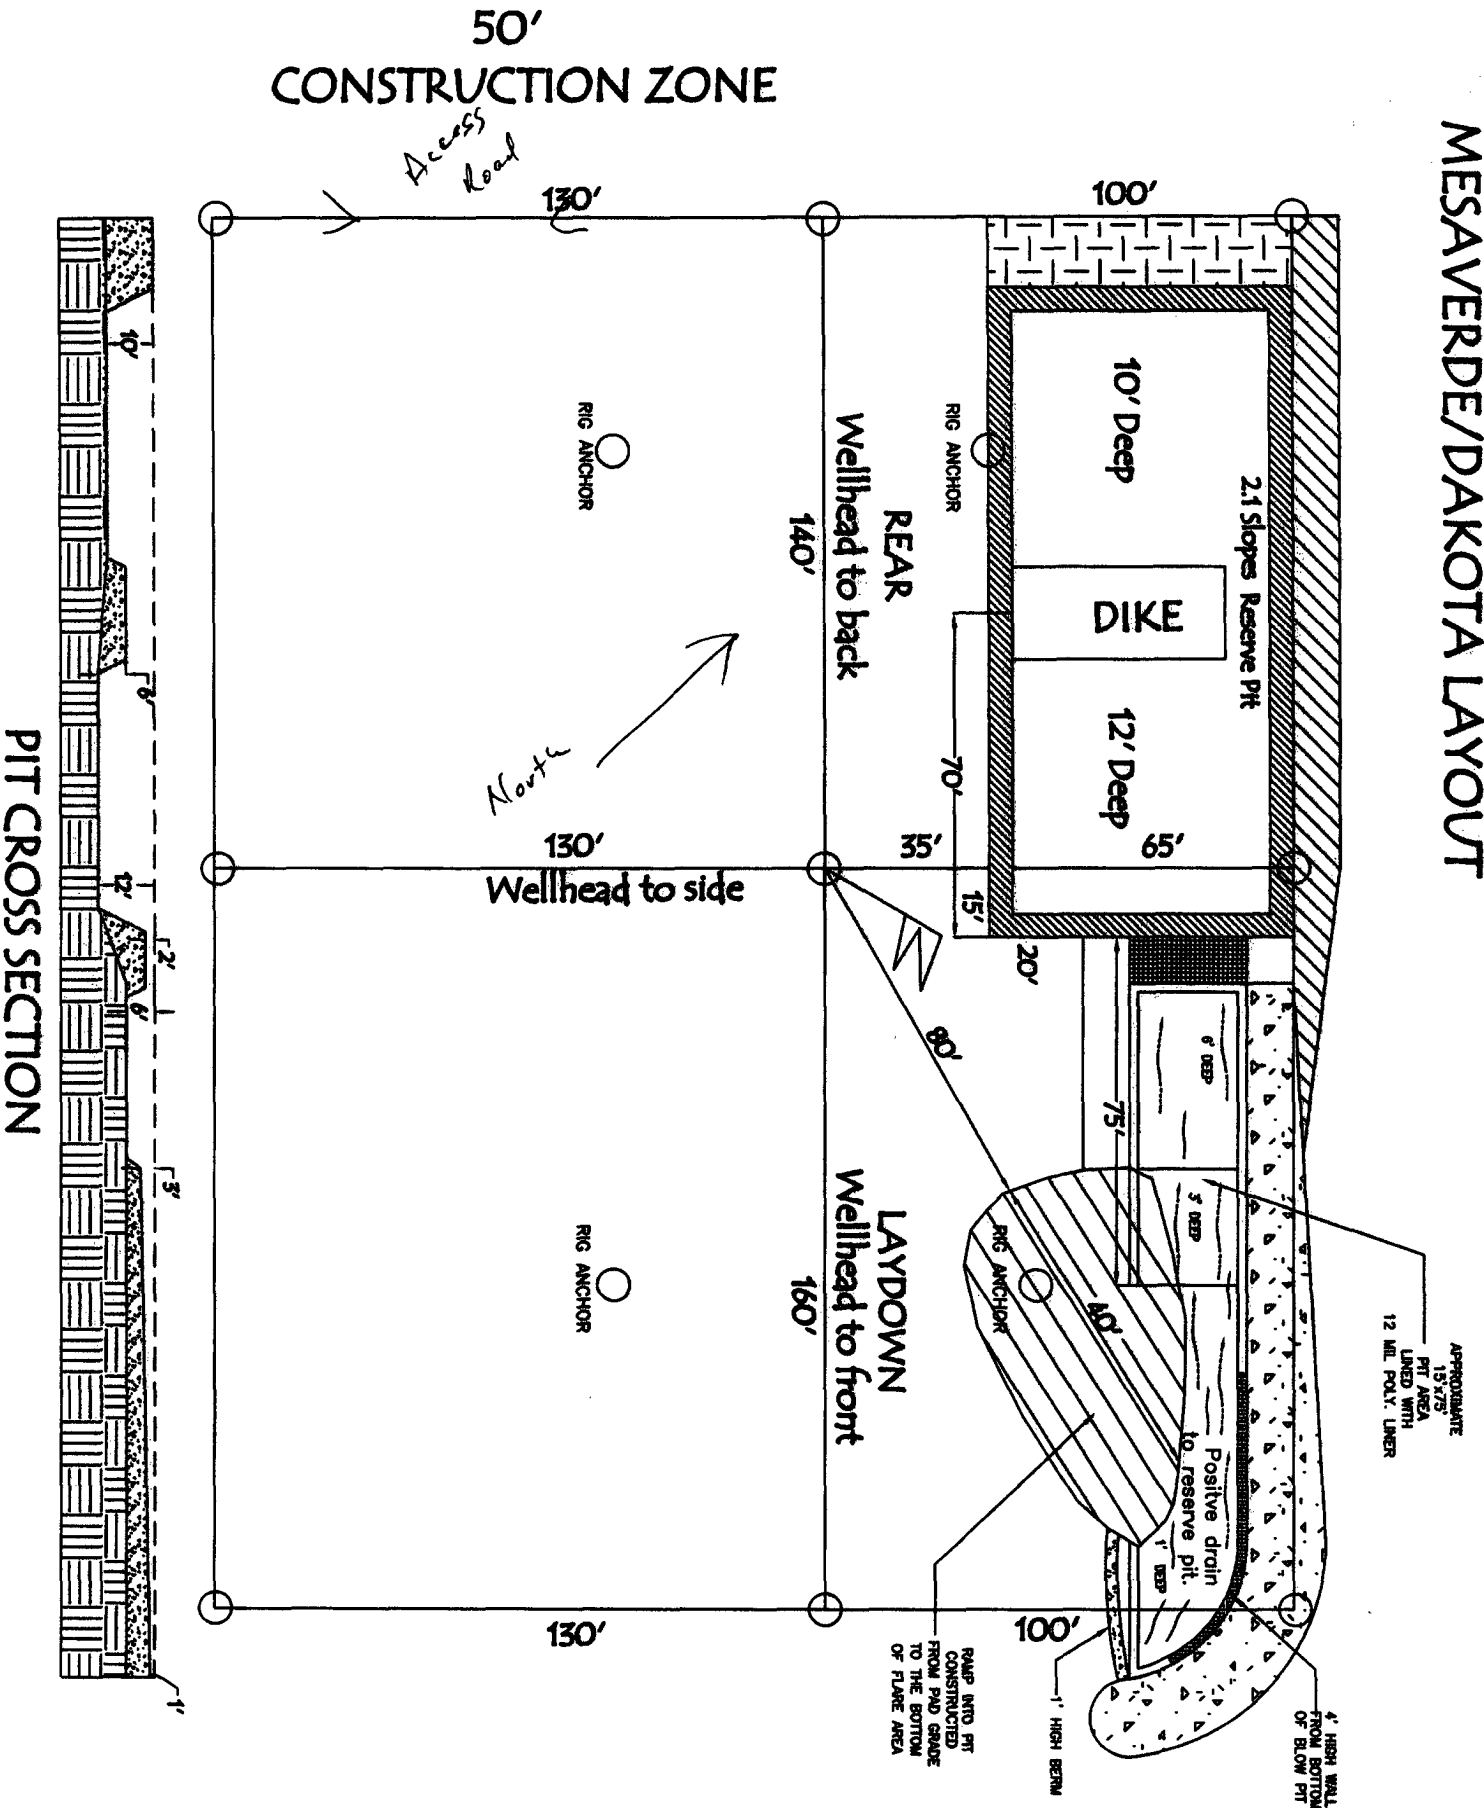 MESAVERDE/DAKOTA LAYOUT
50'
CONSTRUCTION ZONE
Access
Road
130'
100'
10' Deep
2.1 Slopes Reserve Pit
DIKE
12' Deep
RIG ANCHOR
RIG ANCHOR
REAR
Wellhead to back
140'
North
70'
130'
Wellhead to side
35'
65'
15'
20'
80'
75'
6' DEEP
3' DEEP
LAYDOWN
Wellhead to front
160'
RIG ANCHOR
RIG ANCHOR
40'
Positve drain
to reserve pit.
1' DEEP
APPROXIMATE
15'x75'
PIT AREA
LINED WITH
12 MIL POLY. LINER
130'
100'
RAMP INTO PIT
CONSTRUCTED
FROM PAD GRADE
TO THE BOTTOM
OF FLARE AREA
1' HIGH BERM
4' HIGH WALL
FROM BOTTOM
OF BLOW PIT
10'
6'
12'
2'
6'
3'
1'
PIT CROSS SECTION